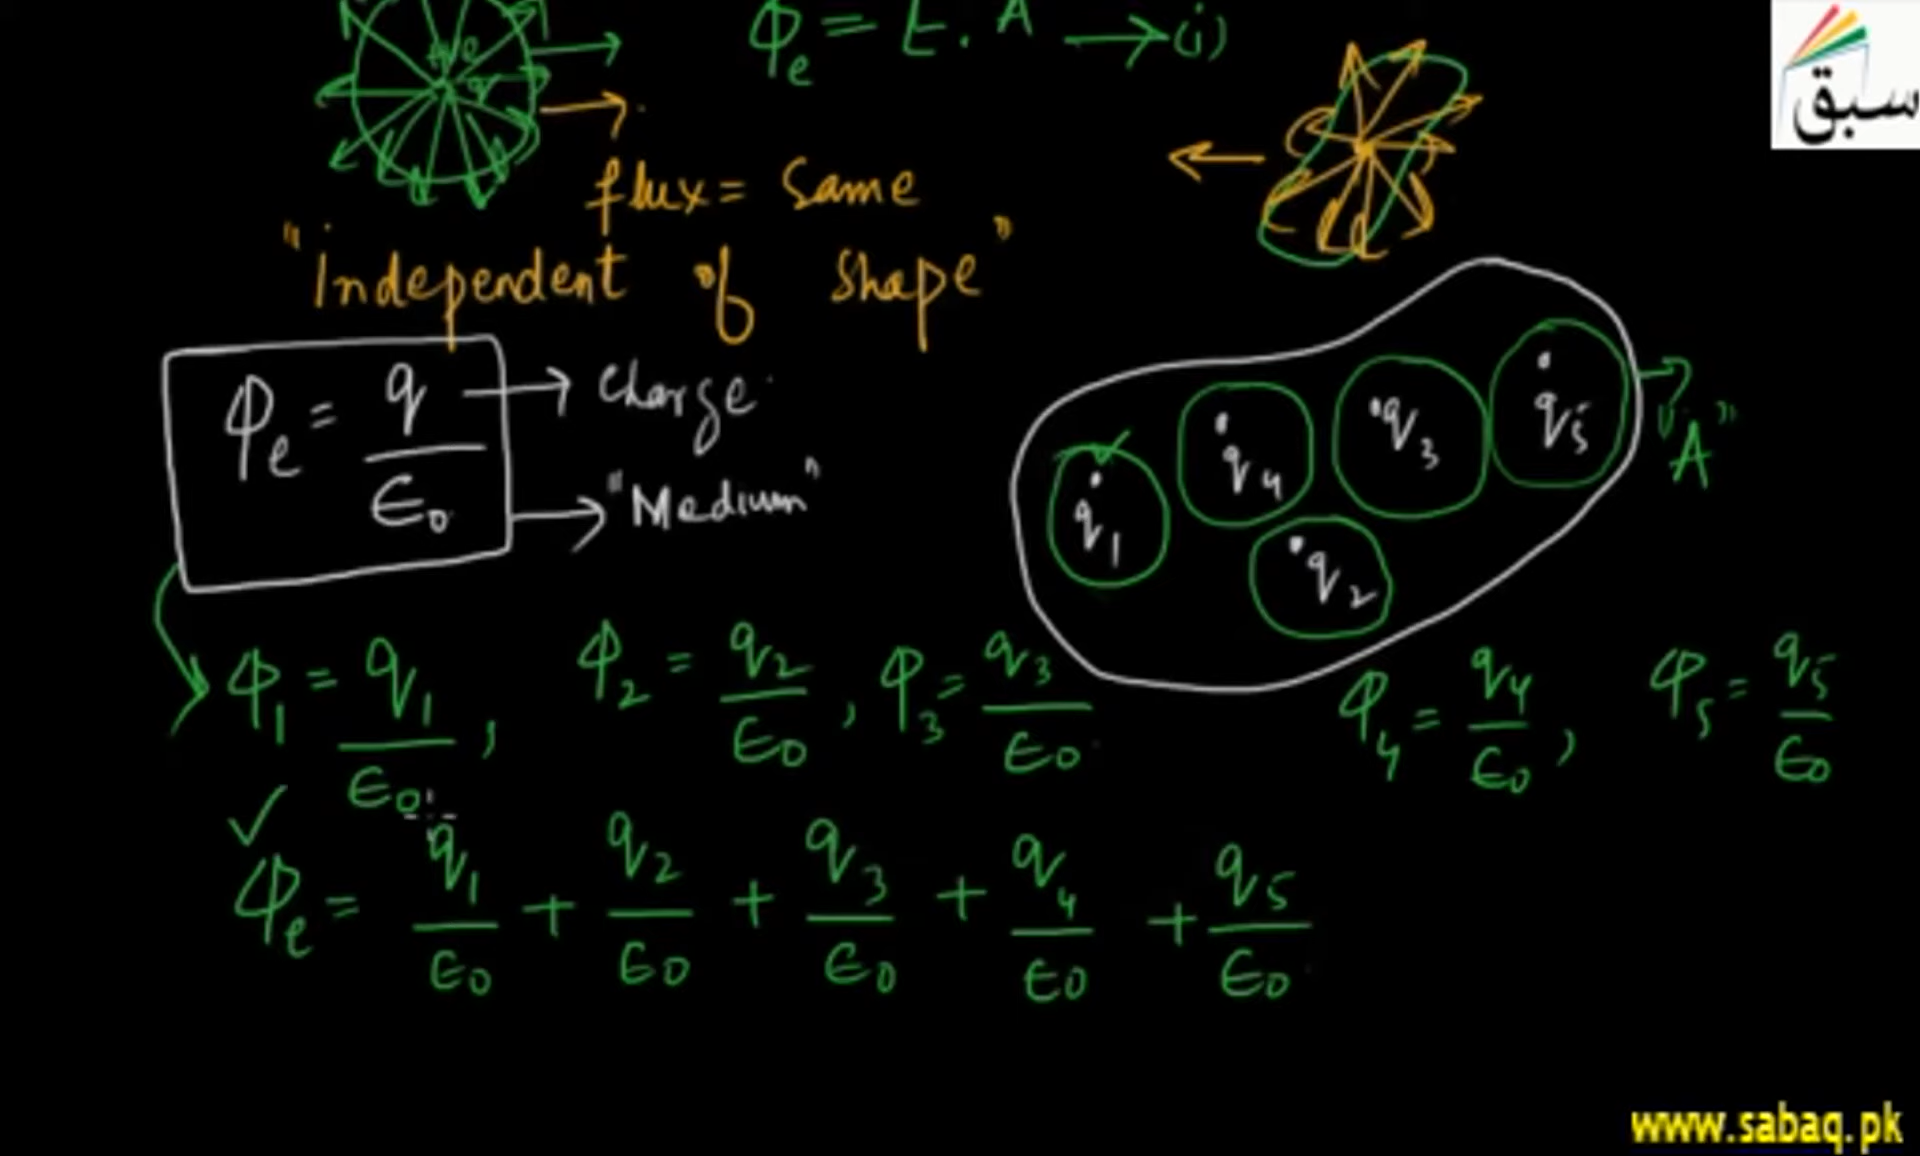 +ve
q
Φe = E . A → (i)
سبق
flux = Same
"Independent of Shape"
Φe = q/ϵ0 → Charge
→ "Medium"
q1 q4 q3 q5 q2 → "A"
Φ1 = q1/ϵ0 , Φ2 = q2/ϵ0 , Φ3 = q3/ϵ0 Φ4 = q4/ϵ0 , Φ5 = q5/ϵ0
✓
Φe = q1/ϵ0 + q2/ϵ0 + q3/ϵ0 + q4/ϵ0 + q5/ϵ0
www.sabaq.pk